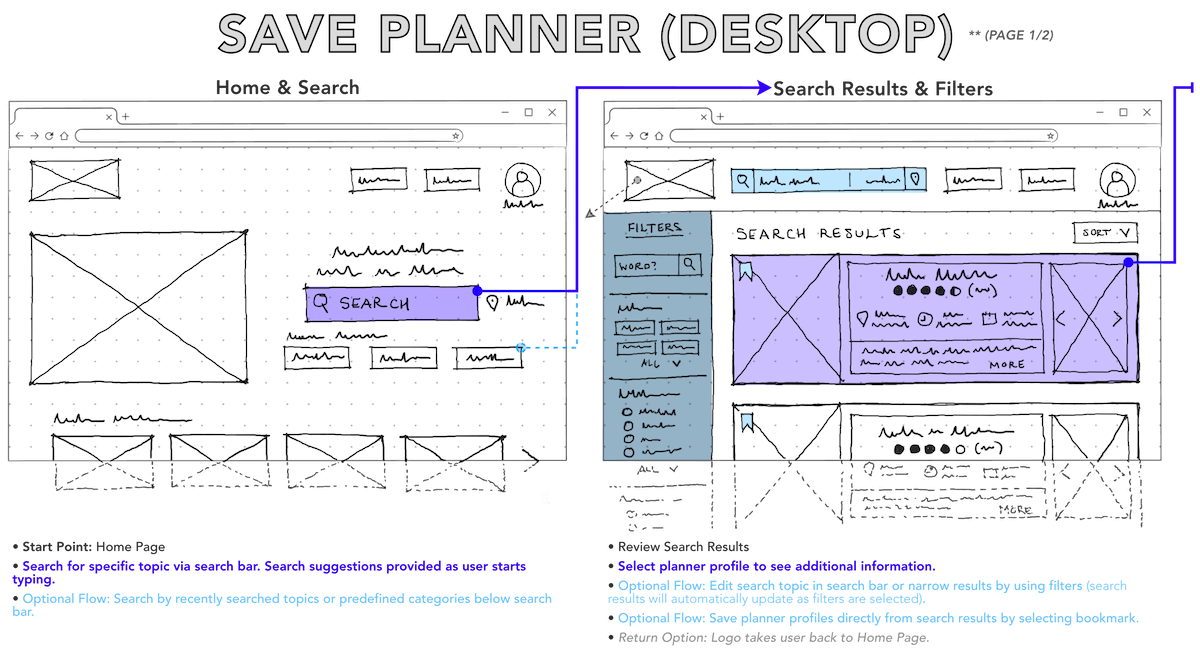 SAVE PLANNER (DESKTOP)
** (PAGE 1/2)
Home & Search
SEARCH
• Start Point: Home Page
• Search for specific topic via search bar. Search suggestions provided as user starts
typing.
• Optional Flow: Search by recently searched topics or predefined categories below search
bar.
Search Results & Filters
FILTERS
WORD?
ALL
ALL
SEARCH RESULTS
SORT
MORE
MORE
• Review Search Results
• Select planner profile to see additional information.
• Optional Flow: Edit search topic in search bar or narrow results by using filters (search
results will automatically update as filters are selected).
• Optional Flow: Save planner profiles directly from search results by selecting bookmark.
• Return Option: Logo takes user back to Home Page.